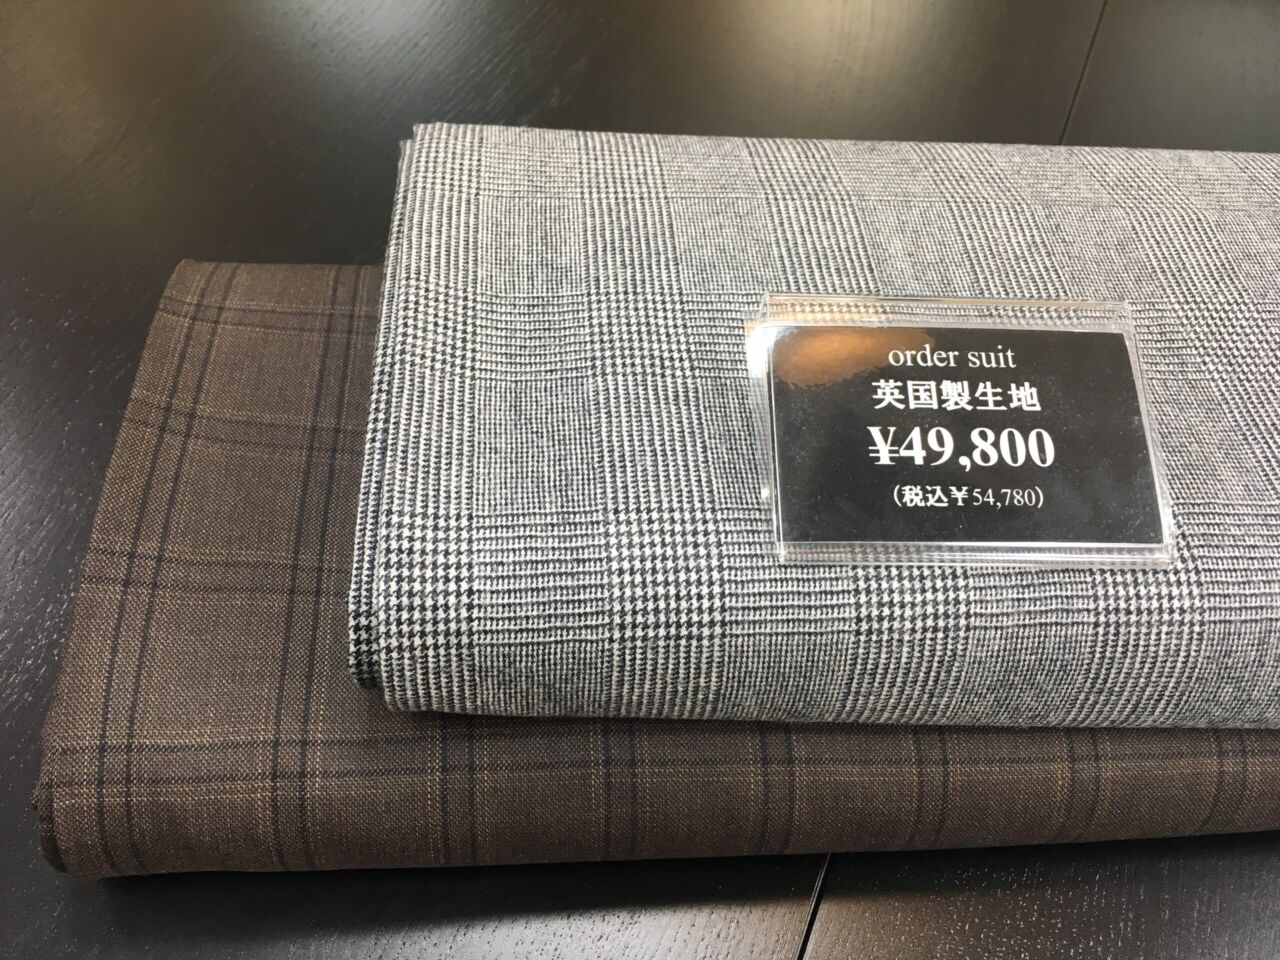 order suit
英国製生地
¥49,800
(税込¥54,780)